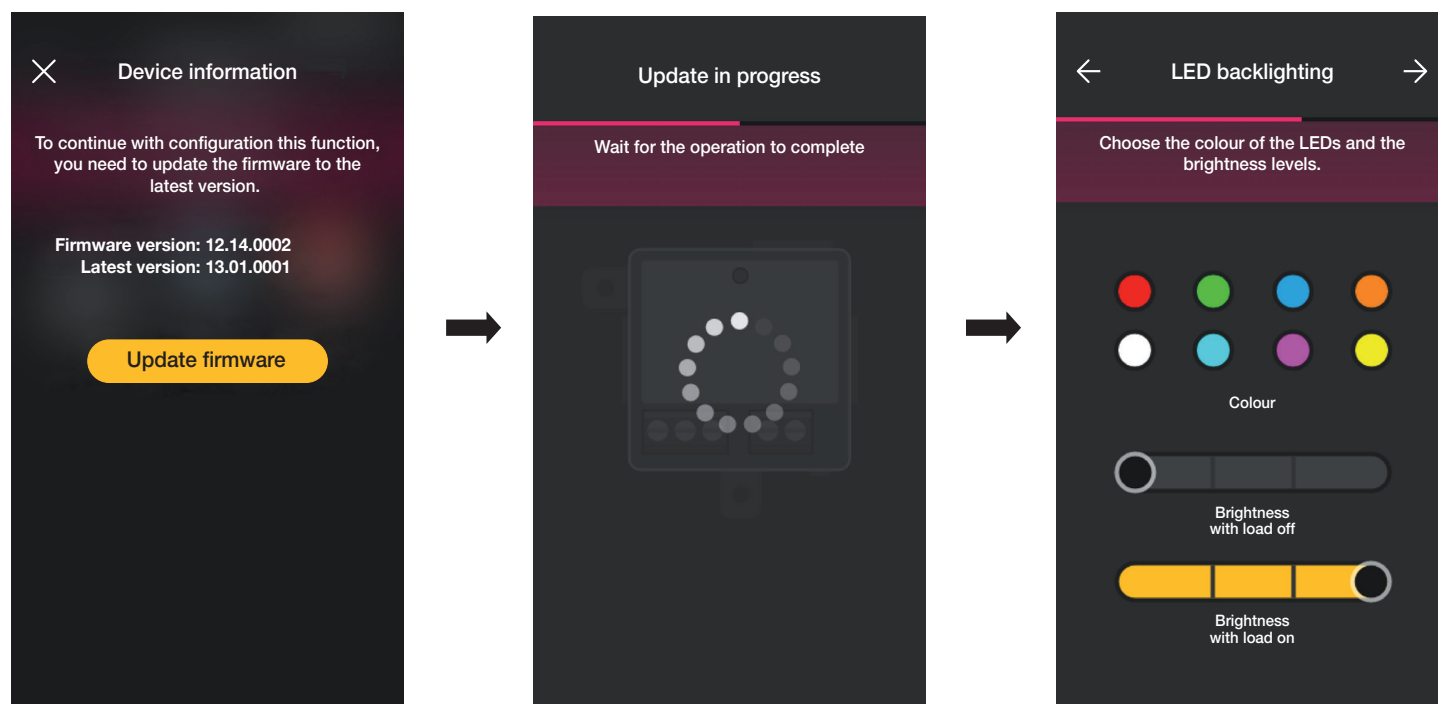 Device information
To continue with configuration this function,
you need to update the firmware to the
latest version.
Firmware version: 12.14.0002
Latest version: 13.01.0001
Update firmware
Update in progress
Wait for the operation to complete
LED backlighting
Choose the colour of the LEDs and the
brightness levels.
Colour
Brightness
with load off
Brightness
with load on